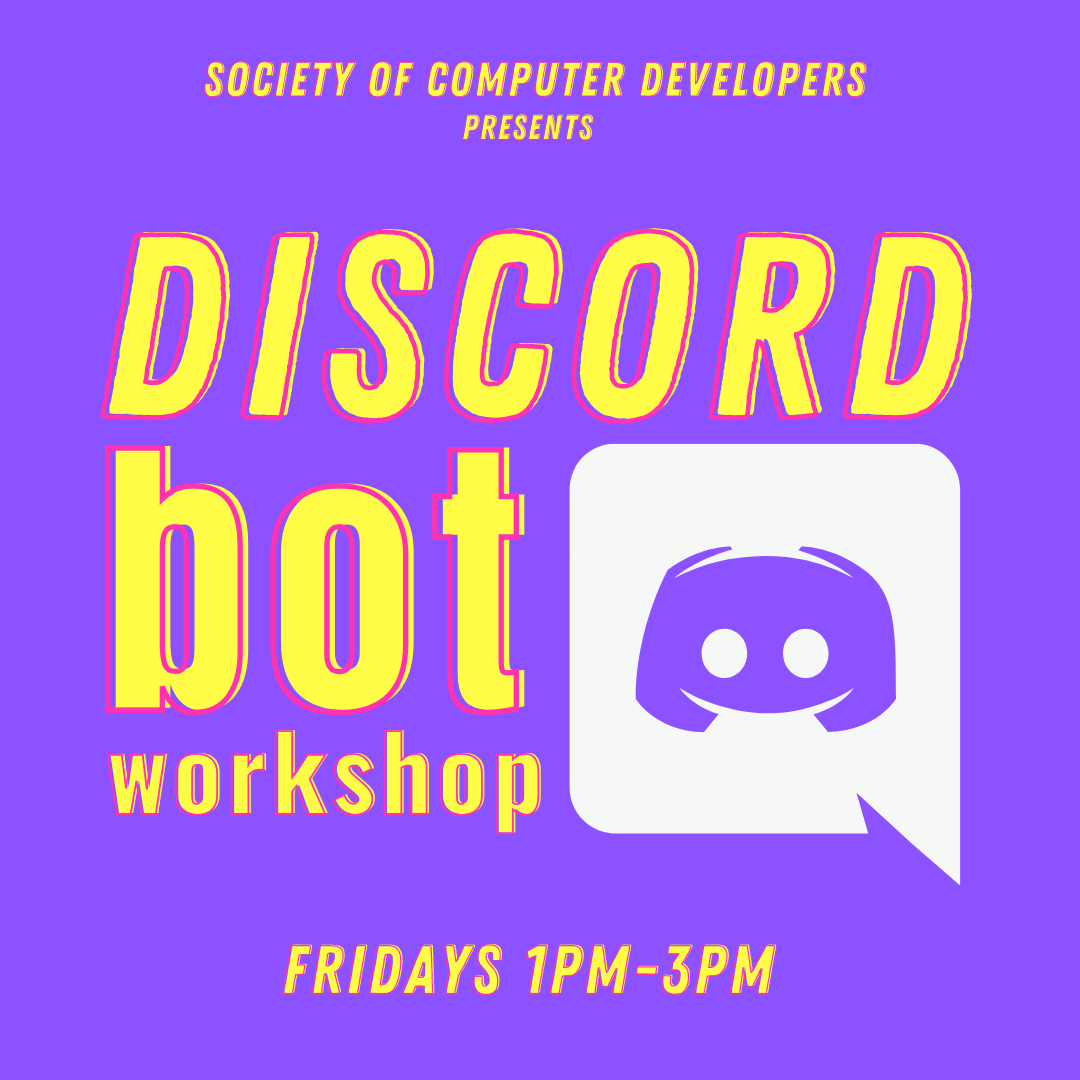 SOCIETY OF COMPUTER DEVELOPERS
PRESENTS
DISCORD
bot
workshop
FRIDAYS 1PM-3PM